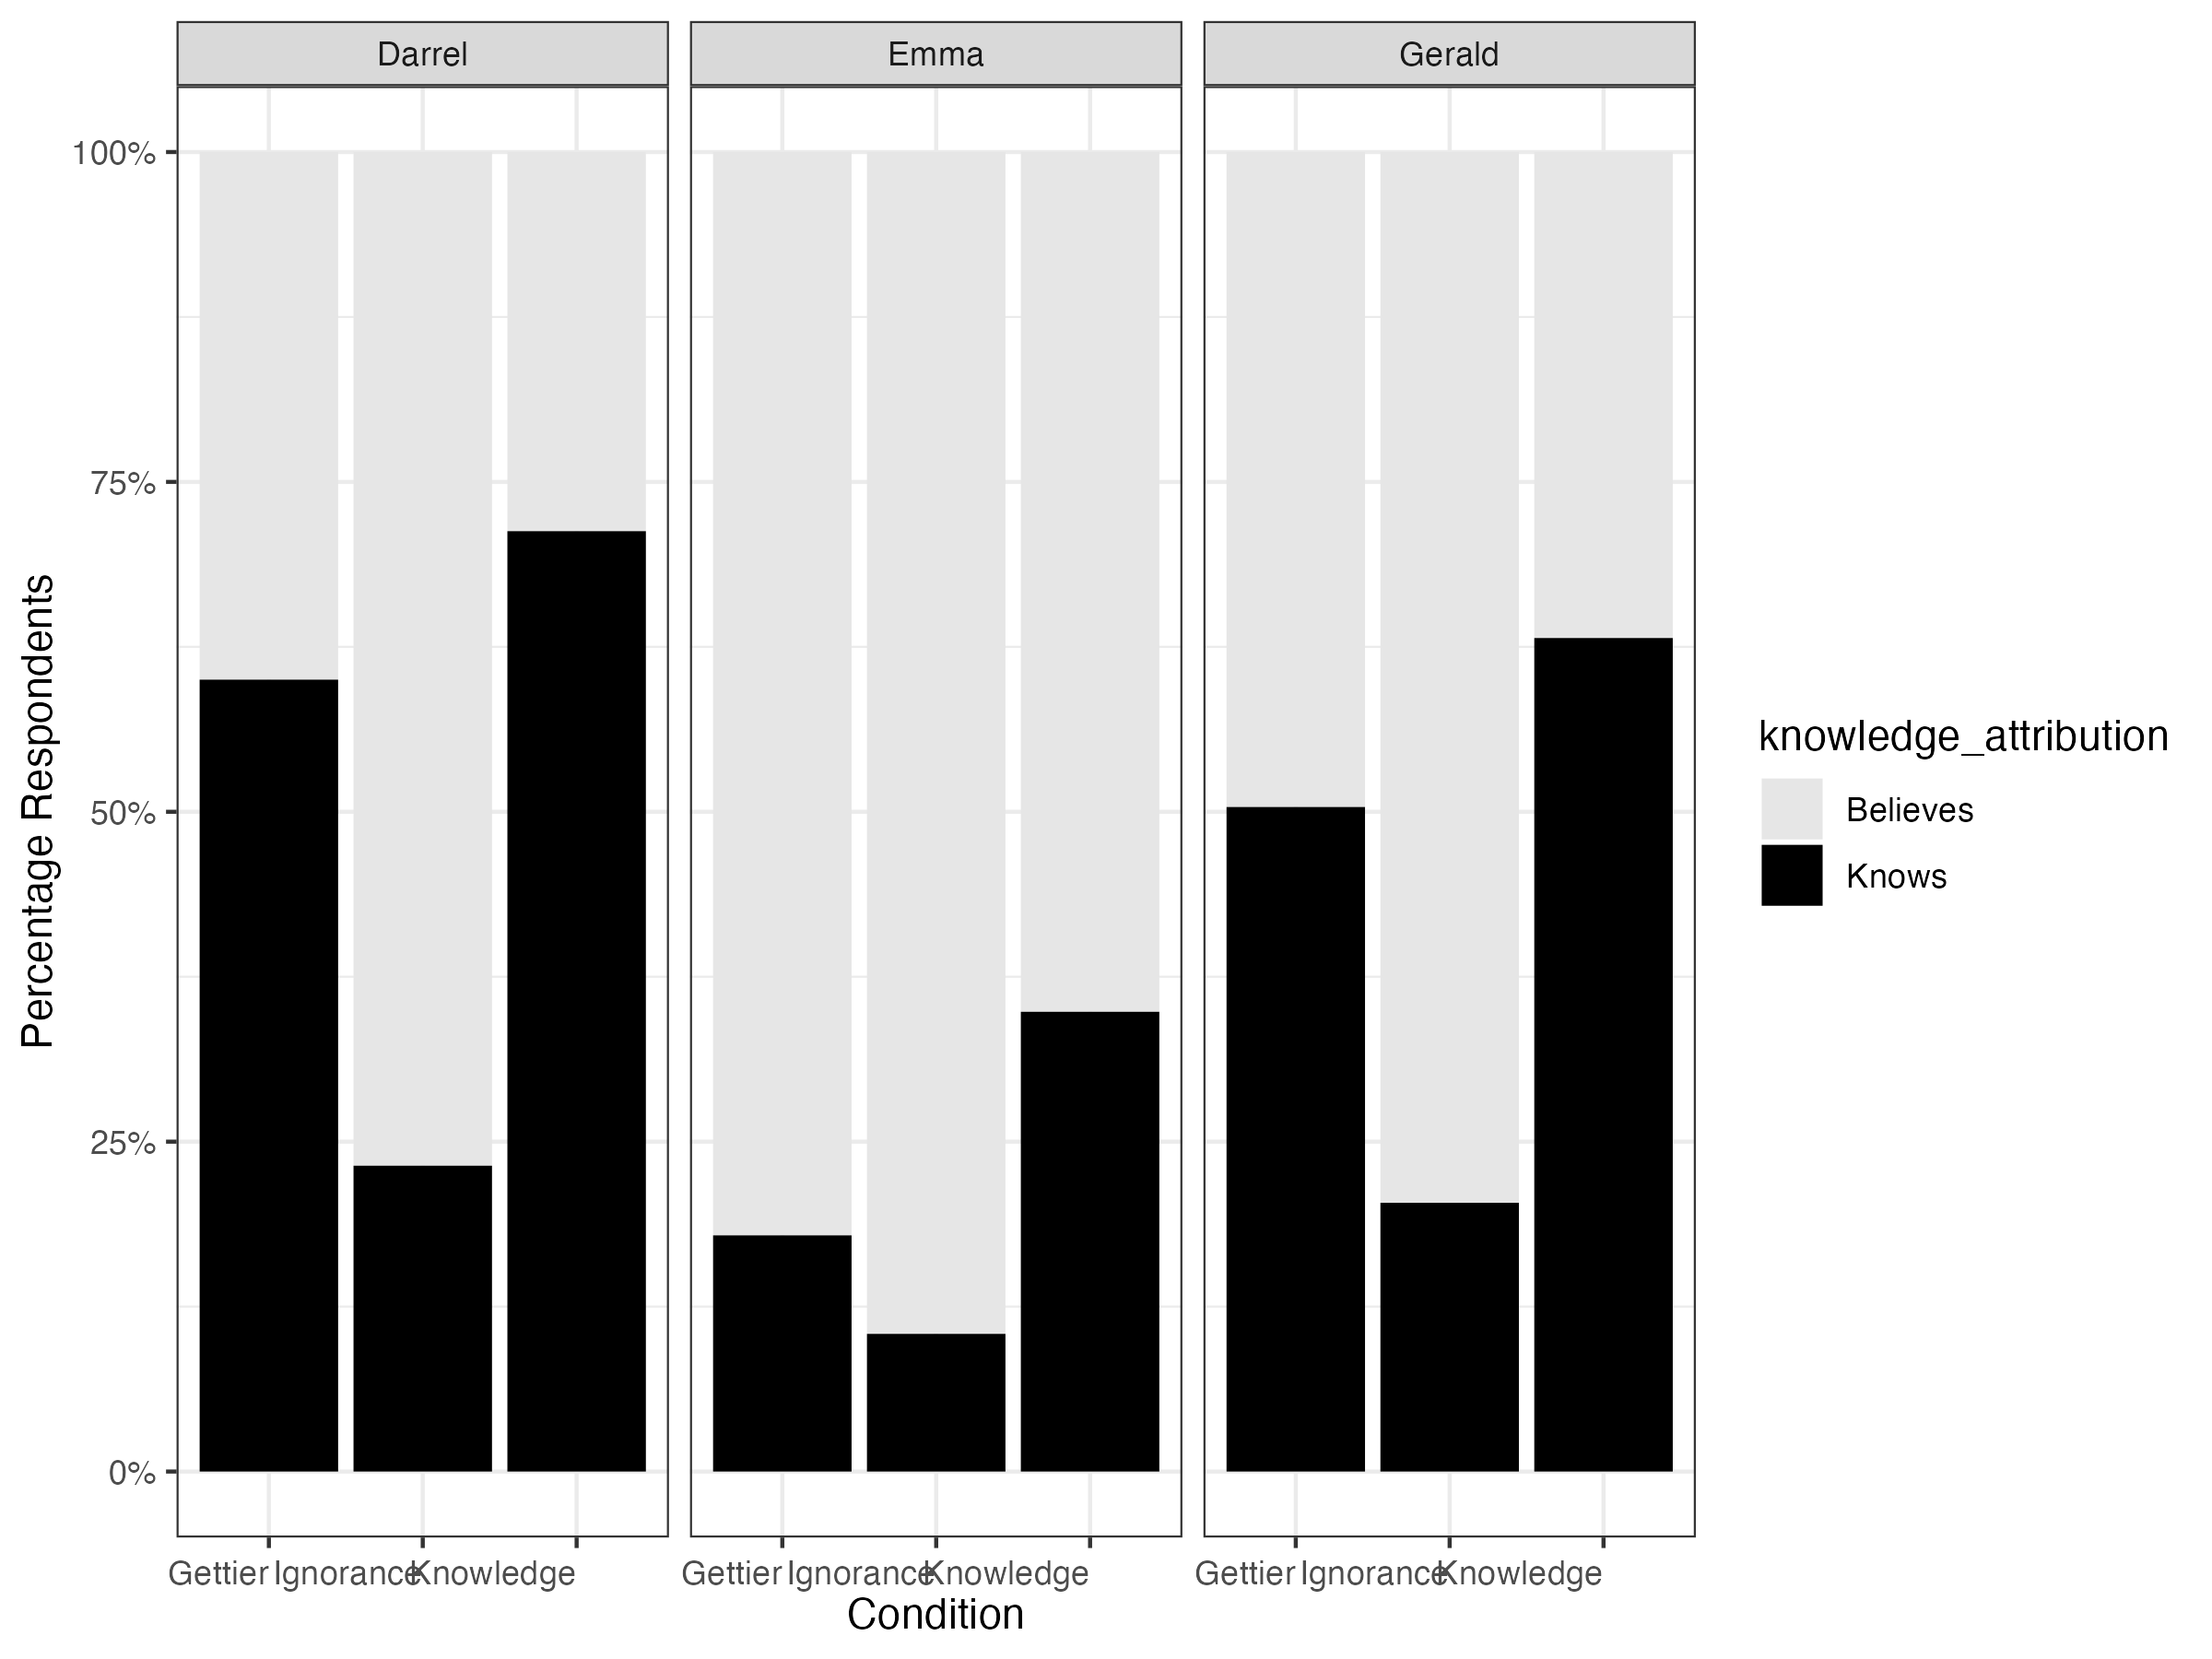 Darrel
Emma
Gerald
100%
75%
50%
25%
0%
Percentage Respondents
Gettier Ignorance Knowledge
Gettier Ignorance Knowledge
Gettier Ignorance Knowledge
Condition
knowledge_attribution
Believes
Knows